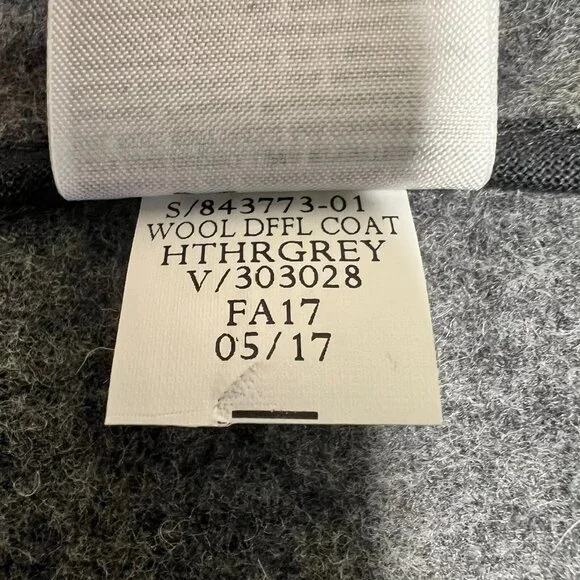 S/843773-01
WOOL DFFL COAT
HTHRGREY
V/303028
FA17
05/17